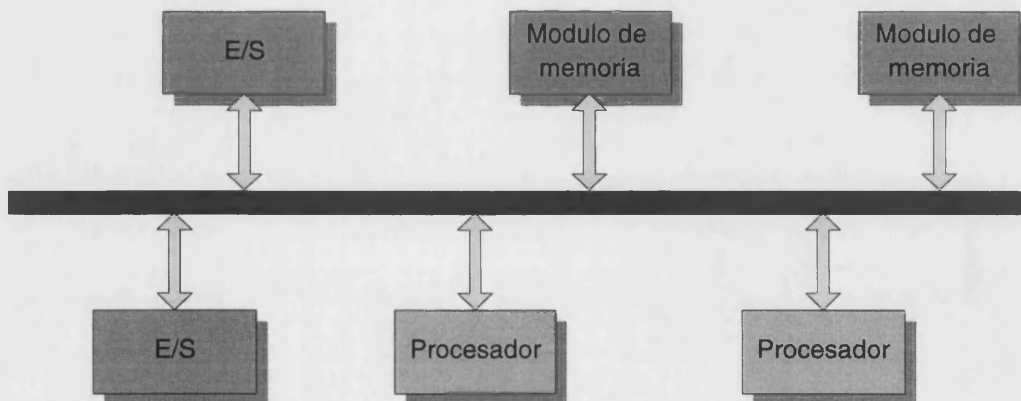 E/S
Modulo de
memoria
Modulo de
memoria
E/S
Procesador
Procesador